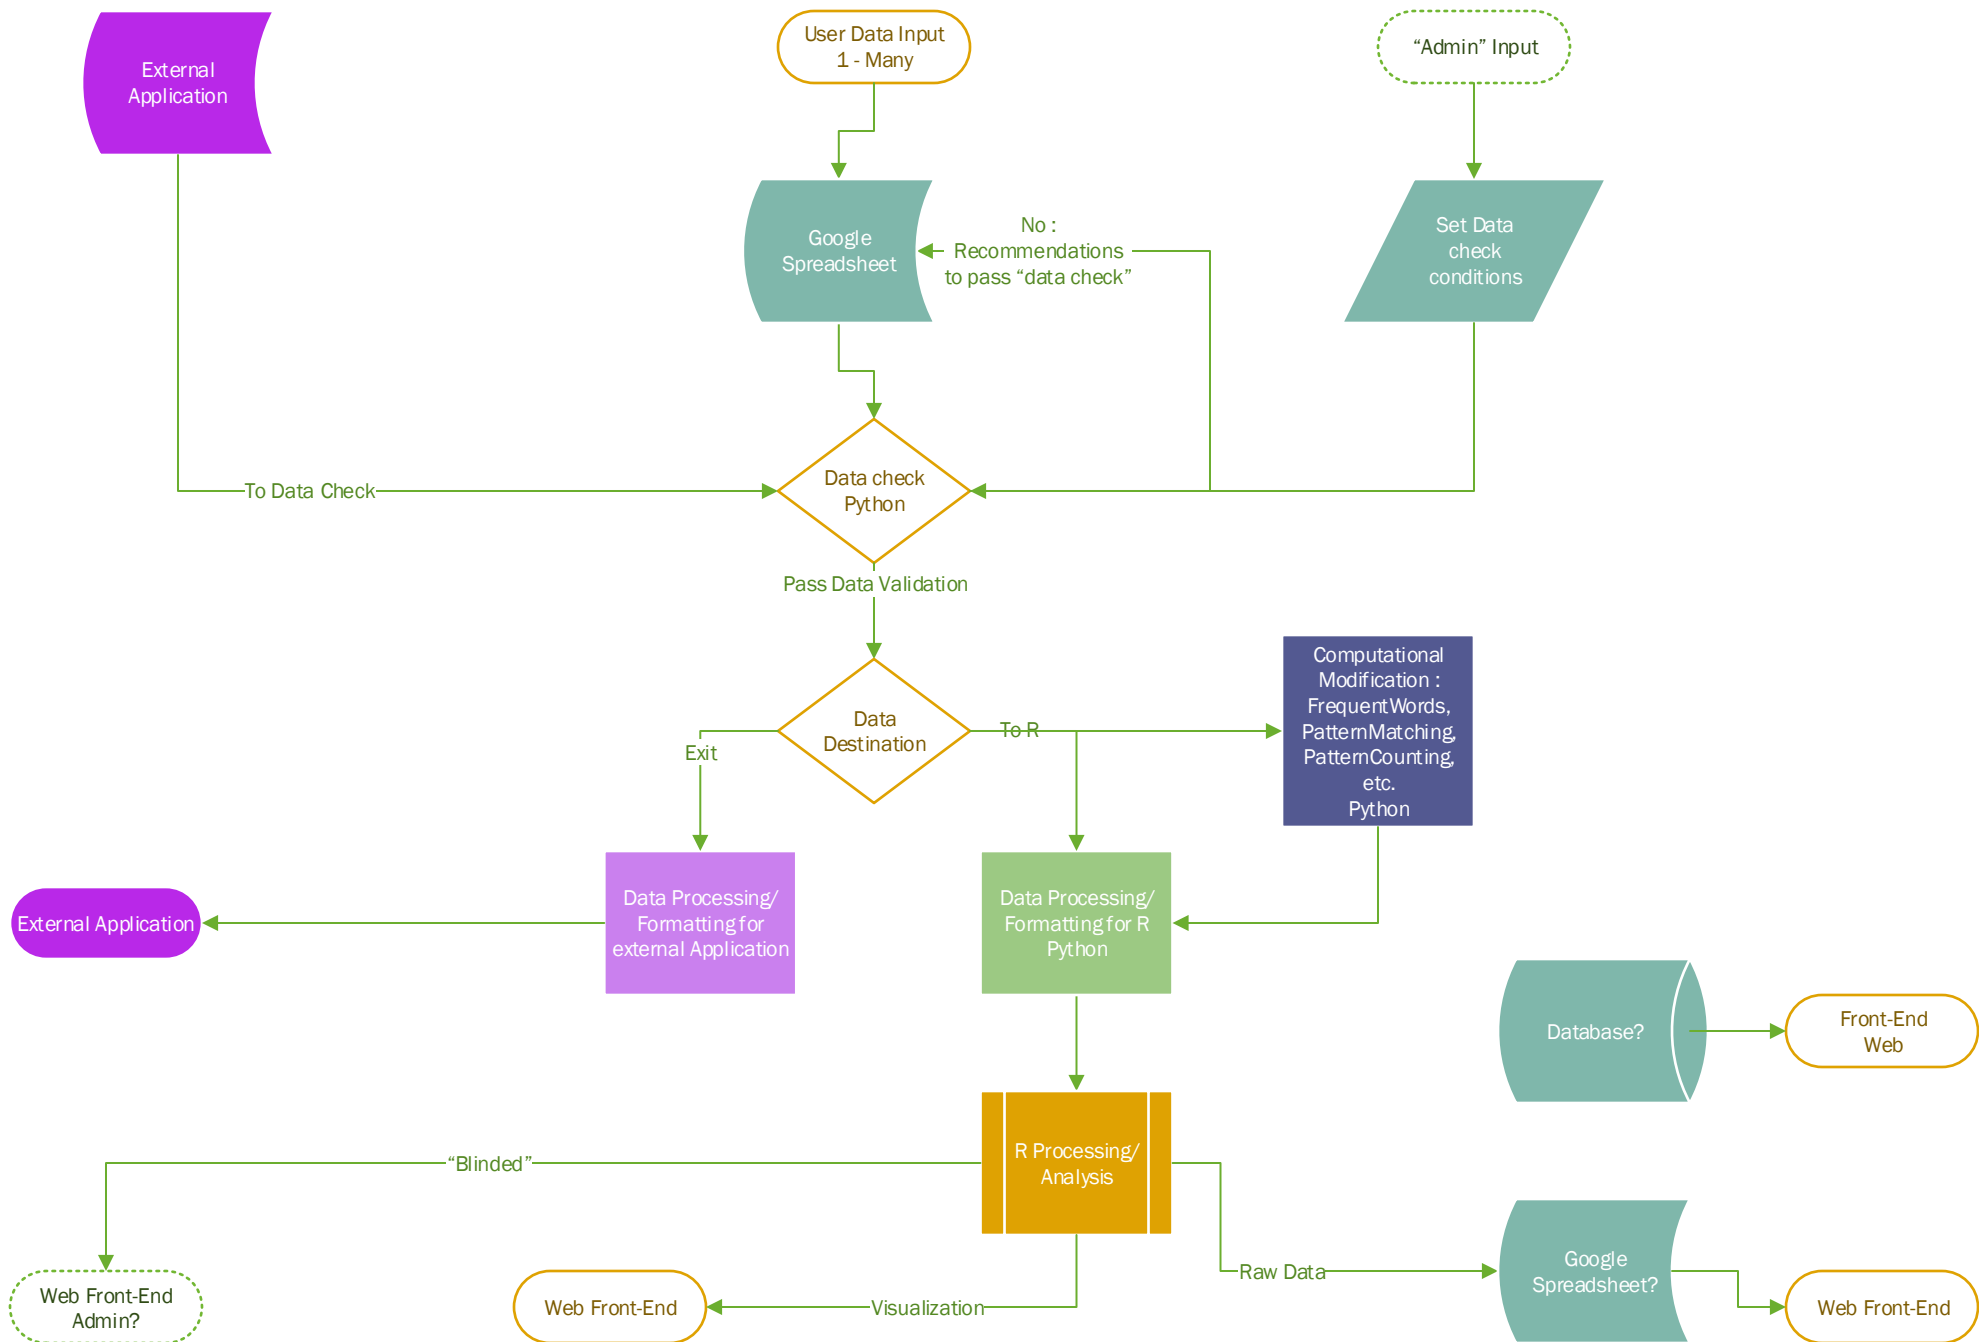 External
Application
User Data Input
1 - Many
“Admin” Input
Google
Spreadsheet
No :
Recommendations
to pass “data check”
Set Data
check
conditions
To Data Check
Data check
Python
Pass Data Validation
Data
Destination
Exit
To R
Computational
Modification :
FrequentWords,
PatternMatching,
PatternCounting,
etc.
Python
External Application
Data Processing/
Formatting for
external Application
Data Processing/
Formatting for R
Python
Database?
Front-End
Web
R Processing/
Analysis
“Blinded”
Raw Data
Google
Spreadsheet?
Web Front-End
Admin?
Web Front-End
Visualization
Web Front-End